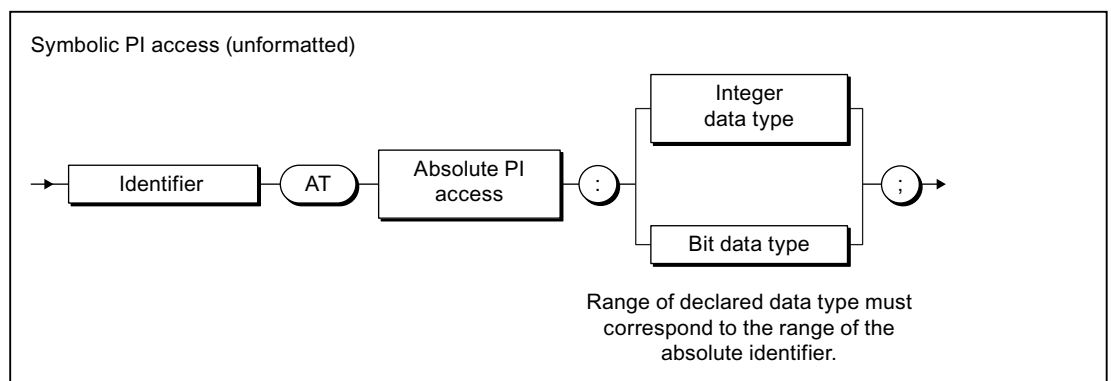 Symbolic PI access (unformatted)
Integer
data type
Identifier
AT
Absolute PI
access
:
;
Bit data type
Range of declared data type must
correspond to the range of the
absolute identifier.